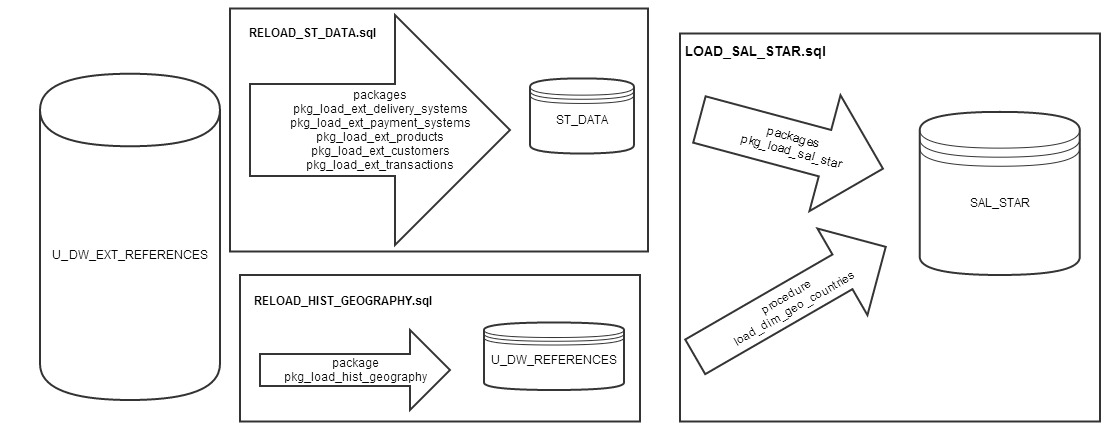 U_DW_EXT_REFERENCES
RELOAD_ST_DATA.sql
packages
pkg_load_ext_delivery_systems
pkg_load_ext_payment_systems
pkg_load_ext_products
pkg_load_ext_customers
pkg_load_ext_transactions
ST_DATA
RELOAD_HIST_GEOGRAPHY.sql
package
pkg_load_hist_geography
U_DW_REFERENCES
LOAD_SAL_STAR.sql
packages
pkg_load_sal_star
procedure
load_dim_geo_countries
SAL_STAR